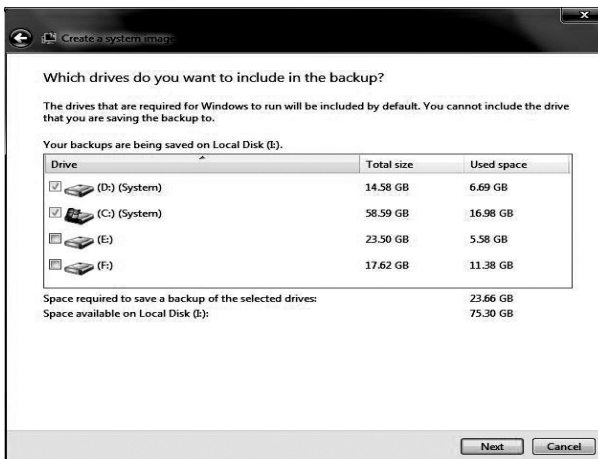 Create a system image
Which drives do you want to include in the backup?
The drives that are required for Windows to run will be included by default. You cannot include the drive
that you are saving the backup to.
Your backups are being saved on Local Disk (I:).
Drive Total size Used space
(D:) (System) 14.58 GB 6.69 GB
(C:) (System) 58.59 GB 16.98 GB
(E:) 23.50 GB 5.58 GB
(F:) 17.62 GB 11.38 GB
Space required to save a backup of the selected drives: 23.66 GB
Space available on Local Disk (I:): 75.30 GB
Next Cancel